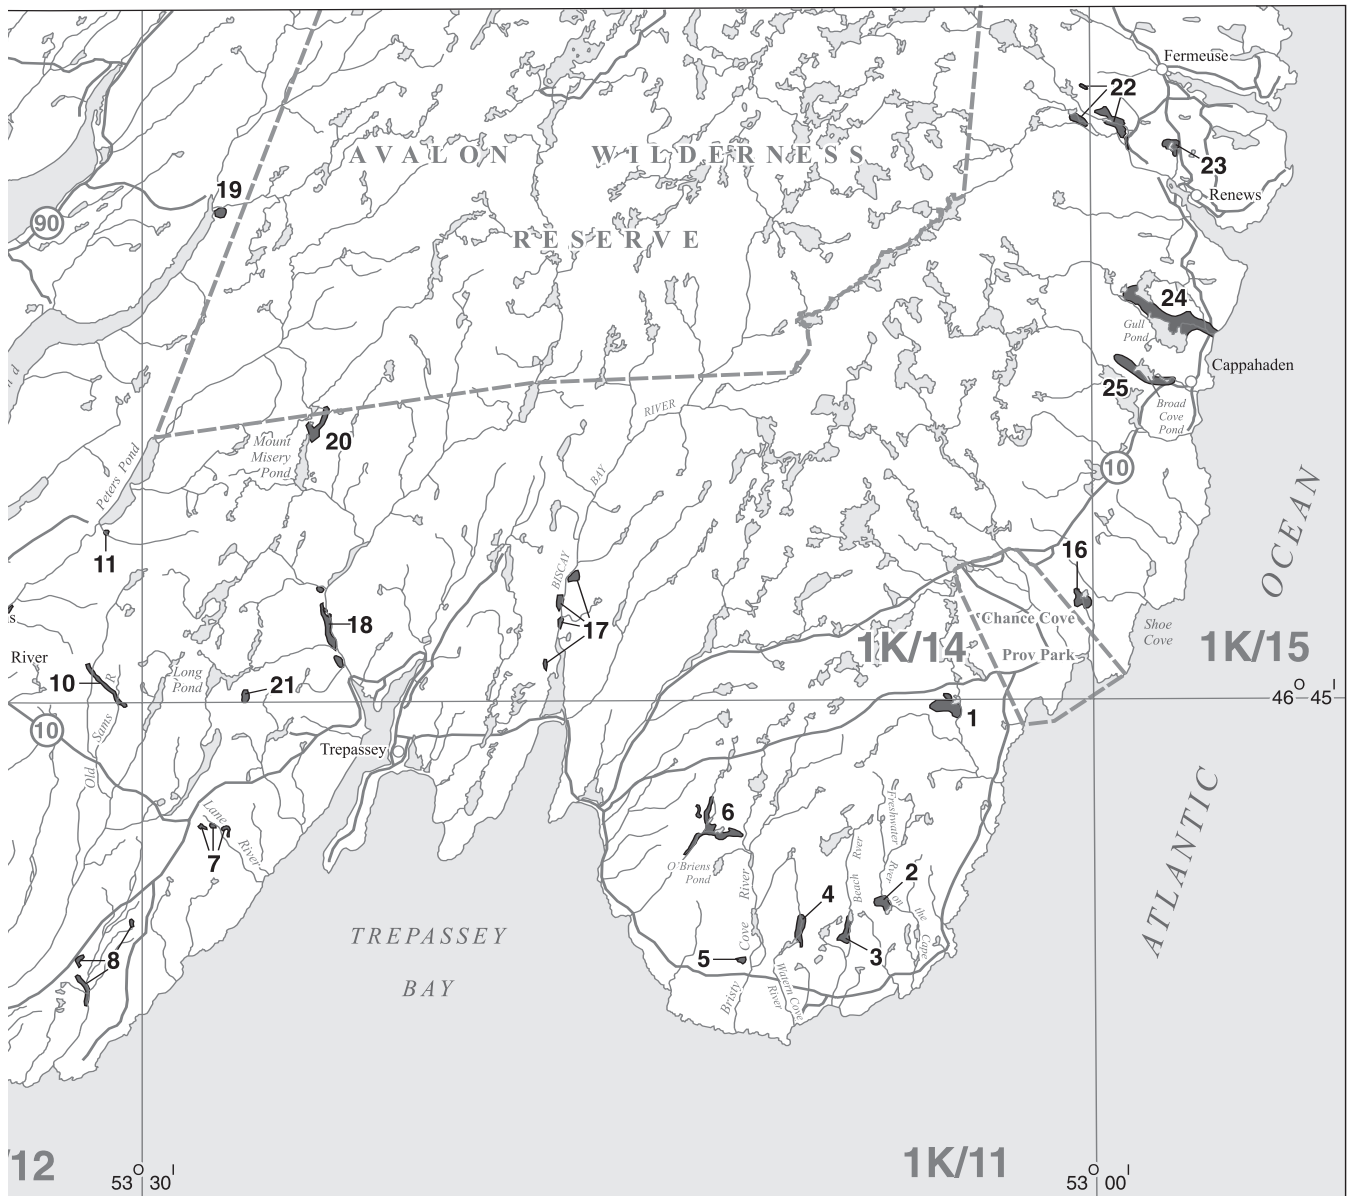 Fermeuse
22
AVALON WILDERNESS
23
19
Renews
90
RESERVE
24
Gull
Pond
Cappahaden
25
RIVER
Broad
Cove
Pond
20
Mount
Misery
Pond
10
BAY
Peters Pond
OCEAN
11
16
BISCAY
s
18
17
Chance Cove
Shoe
Cove
1K/14
1K/15
River
Prov Park
10
R
Long
Pond
21
46° 45'
1
10
Old Sams
Trepassey
6
Freshwater River on the Cape
ATLANTIC
Lane
River
7
Beach Rver
O'Briens
Pond
2
4
TREPASSEY
BAY
8
5
3
Bristy Cove River
Watern Cove
River
/12
1K/11
53° 30'
53° 00'